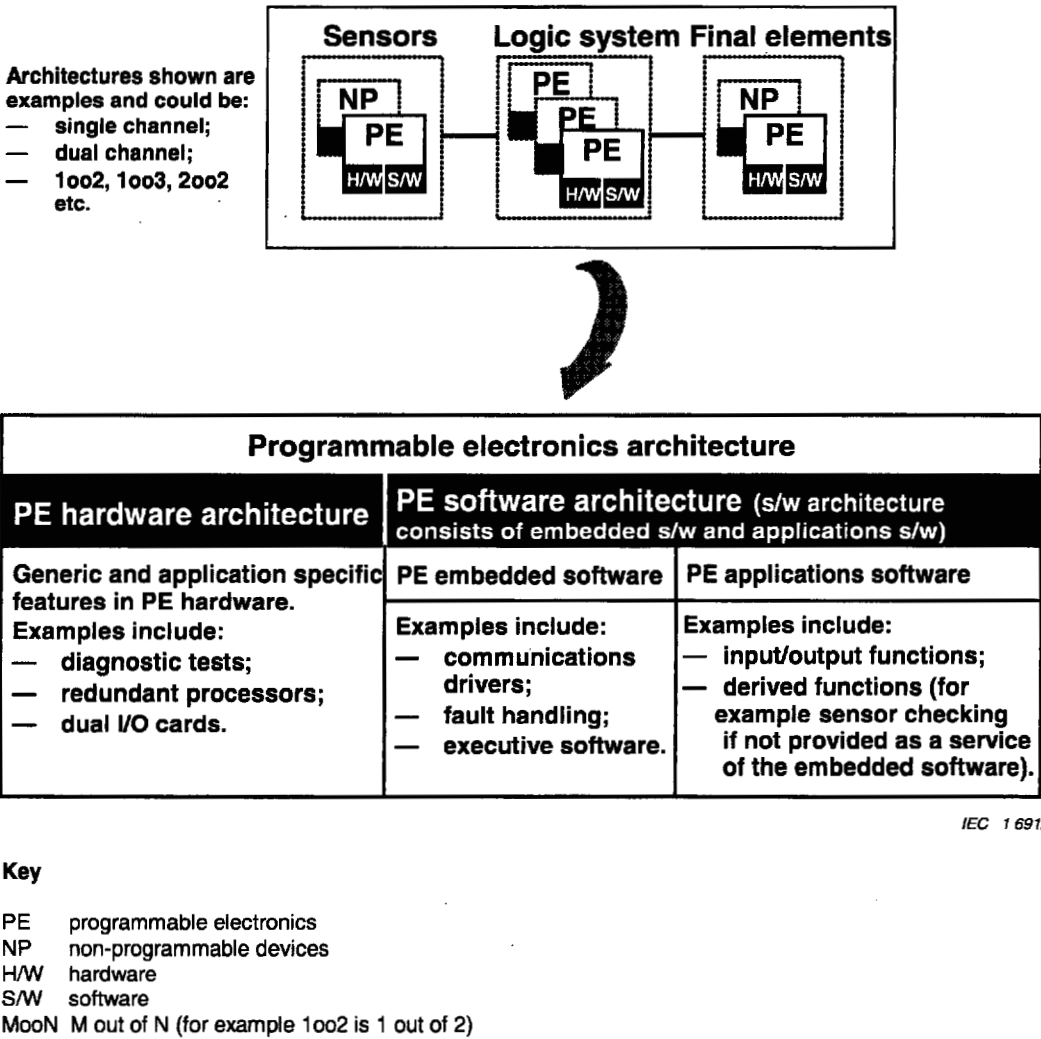 Sensors
Logic system
Final elements
Architectures shown are
examples and could be:
— single channel;
— dual channel;
— 1oo2, 1oo3, 2oo2
etc.
NP
PE
H/W S/W
PE
PE
PE
H/W S/W
NP
PE
H/W S/W
Programmable electronics architecture
PE hardware architecture
PE software architecture (s/w architecture
consists of embedded s/w and applications s/w)
Generic and application specific
features in PE hardware.
Examples include:
— diagnostic tests;
— redundant processors;
— dual I/O cards.
PE embedded software
Examples include:
— communications
drivers;
— fault handling;
— executive software.
PE applications software
Examples include:
— input/output functions;
— derived functions (for
example sensor checking
if not provided as a service
of the embedded software).
IEC 1 691
Key
PE programmable electronics
NP non-programmable devices
H/W hardware
S/W software
MooN M out of N (for example 1oo2 is 1 out of 2)